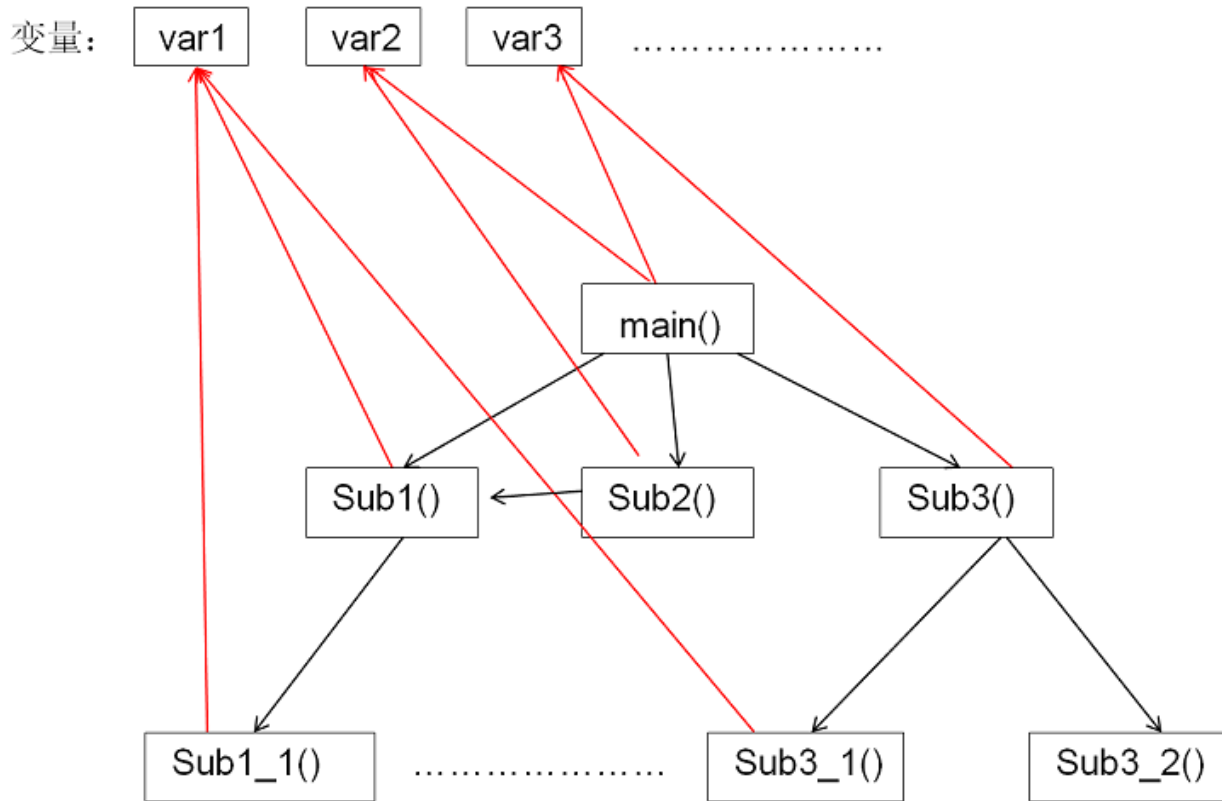 变量： var1 var2 var3 …………………
main()
Sub1() Sub2() Sub3()
Sub1_1() …………………… Sub3_1() Sub3_2()